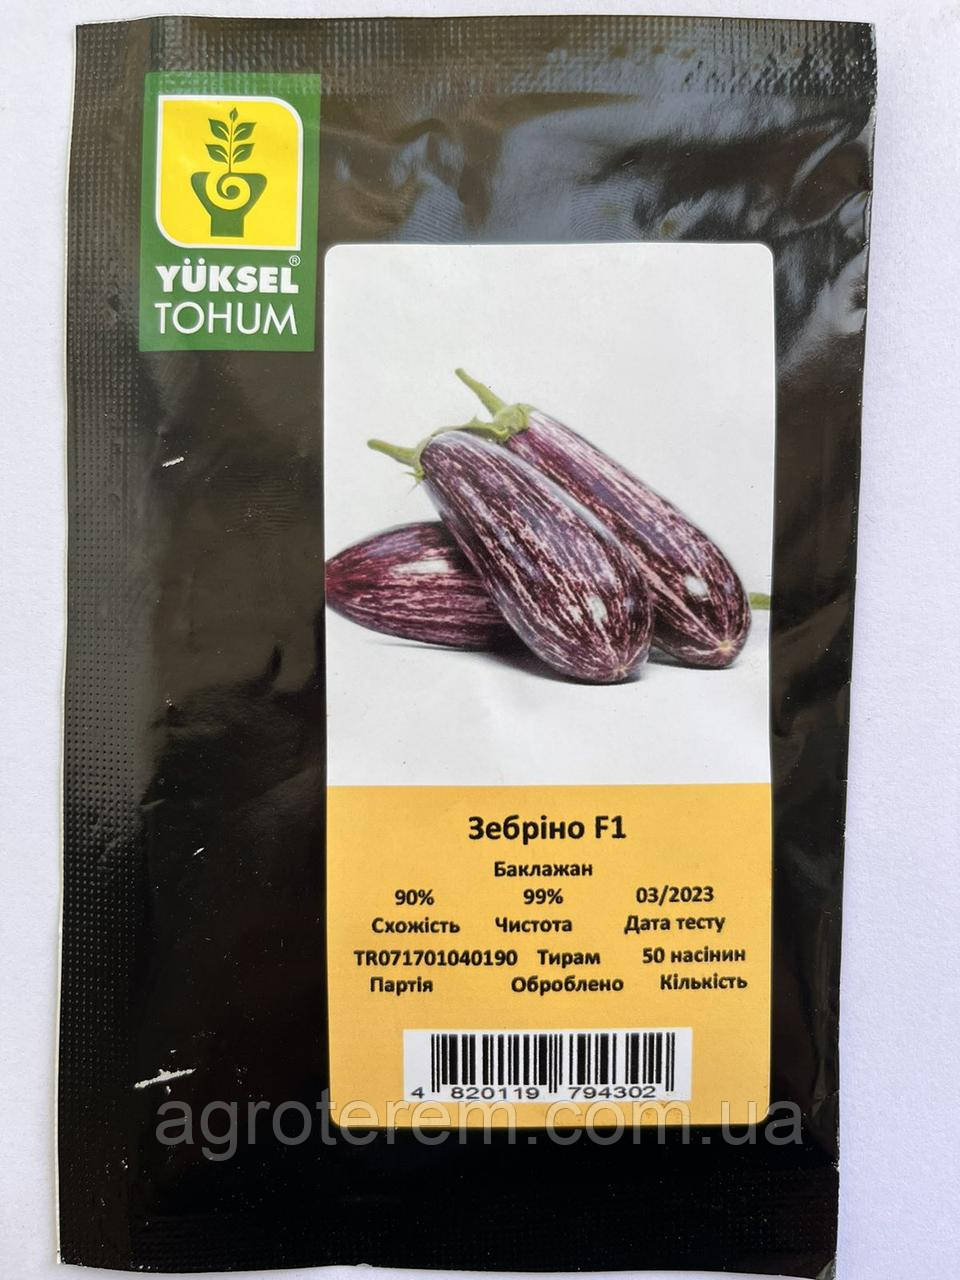 YÜKSEL®
TOHUM
Зебріно F1
Баклажан
90% 99% 03/2023
Схожість Чистота Дата тесту
TR071701040190 Тирам 50 насінин
Партія Оброблено Кількість
4 820119 794302
agroterem.com.ua